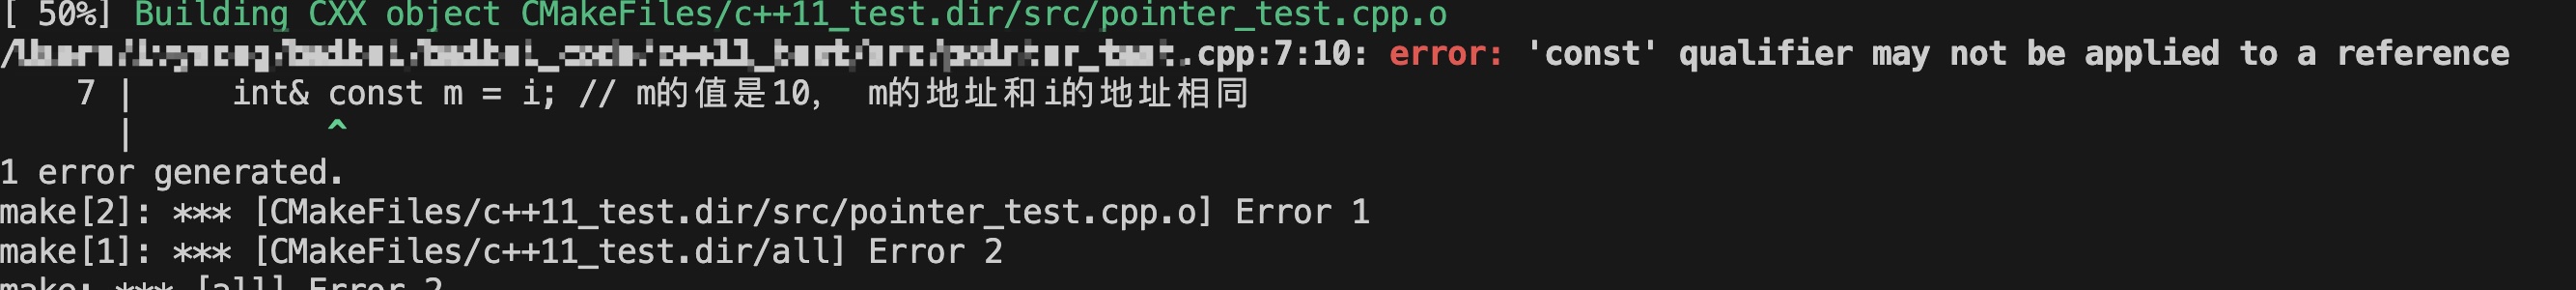 [ 50%] Building CXX object CMakeFiles/c++11_test.dir/src/pointer_test.cpp.o
.cpp:7:10: error: 'const' qualifier may not be applied to a reference
7 |     int& const m = i; // m的值是10, m的地址和i的地址相同
|          ^
1 error generated.
make[2]: *** [CMakeFiles/c++11_test.dir/src/pointer_test.cpp.o] Error 1
make[1]: *** [CMakeFiles/c++11_test.dir/all] Error 2
make: *** [all] Error 2